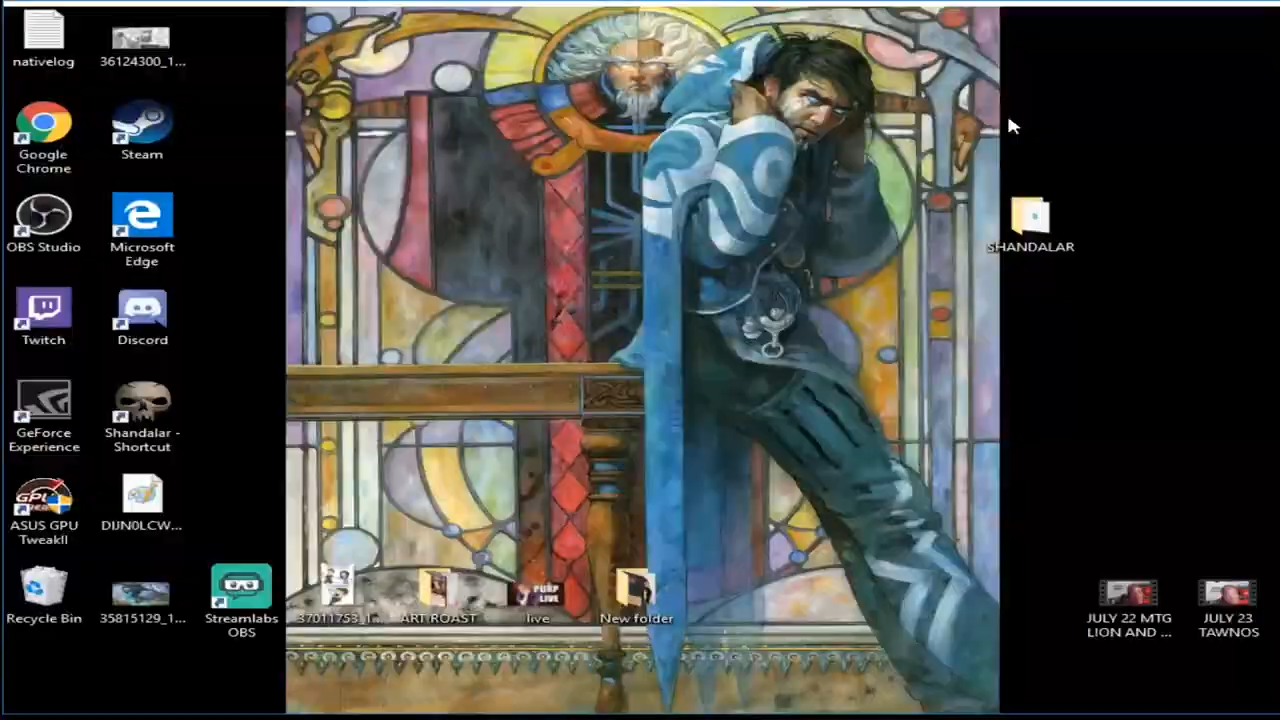 nativelog
36124300_1...
Google
Chrome
Steam
OBS Studio
Microsoft
Edge
SHANDALAR
Twitch
Discord
GeForce
Experience
Shandalar -
Shortcut
ASUS GPU
TweakII
DIJN0LCW...
Recycle Bin
35815129_1...
Streamlabs
OBS
37011753_1...
ART ROAST
PURP
LIVE
live
New folder
JULY 22 MTG
LION AND ...
JULY 23
TAWNOS